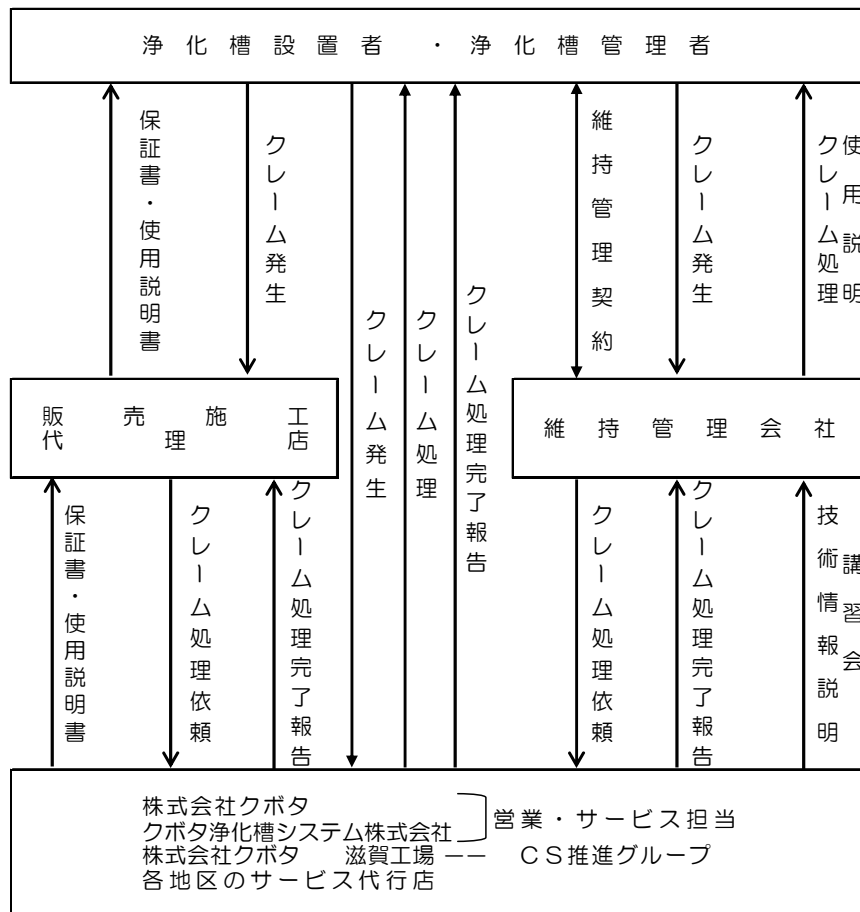 浄化槽設置者・浄化槽管理者
保証書・使用説明書
クレーム発生
クレーム発生
クレーム処理
クレーム処理完了報告
維持管理契約
クレーム発生
クレーム処理
使用説明
販売施工
代理店
維持管理会社
保証書・使用説明書
クレーム処理依頼
クレーム処理完了報告
クレーム処理依頼
クレーム処理完了報告
技術情報説明
講習会
株式会社クボタ
クボタ浄化槽システム株式会社
営業・サービス担当
株式会社クボタ 滋賀工場 ―― CS推進グループ
各地区のサービス代行店